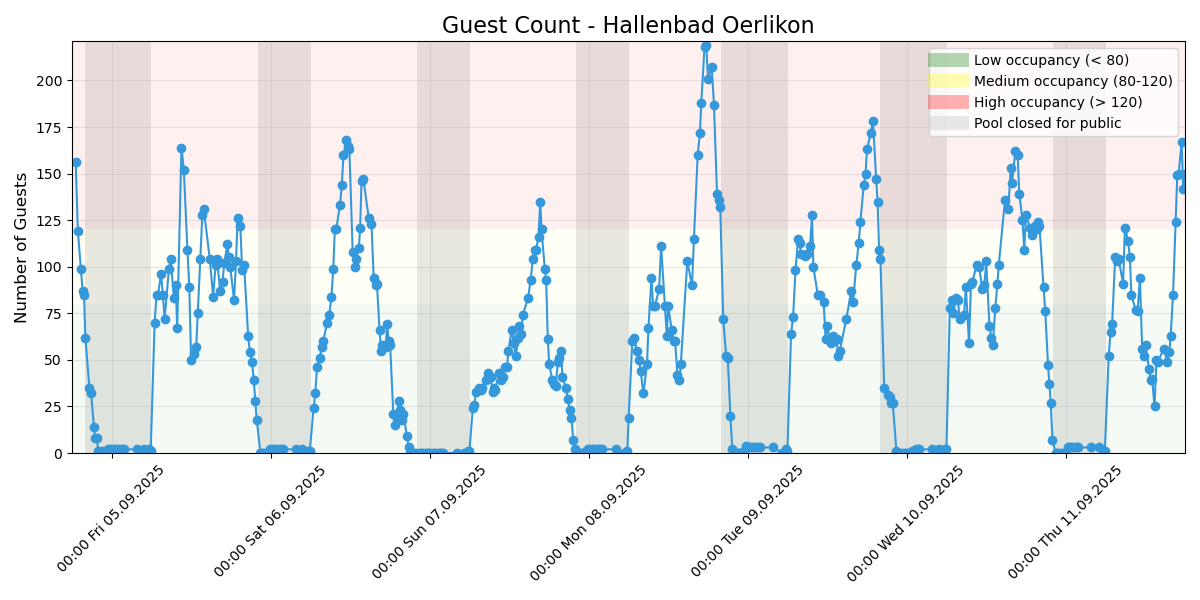 Guest Count - Hallenbad Oerlikon
Low occupancy (< 80)
Medium occupancy (80-120)
High occupancy (> 120)
Pool closed for public
Number of Guests
200
175
150
125
100
75
50
25
0
00:00 Fri 05.09.2025
00:00 Sat 06.09.2025
00:00 Sun 07.09.2025
00:00 Mon 08.09.2025
00:00 Tue 09.09.2025
00:00 Wed 10.09.2025
00:00 Thu 11.09.2025